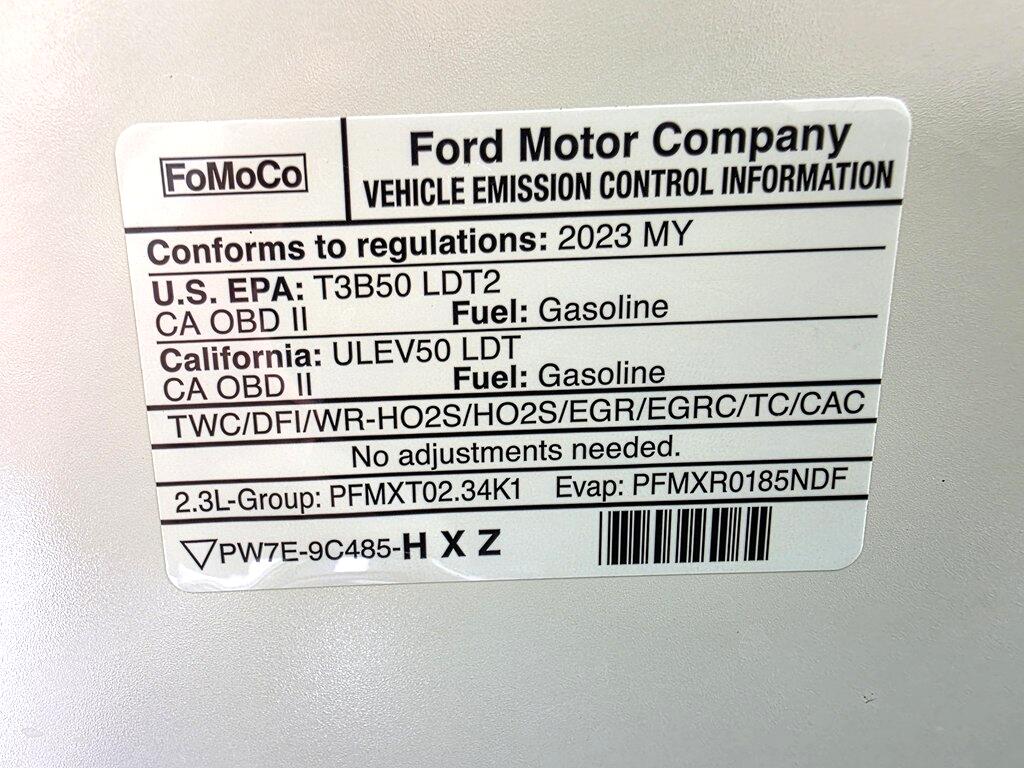 FoMoCo
Ford Motor Company
VEHICLE EMISSION CONTROL INFORMATION
Conforms to regulations: 2023 MY
U.S. EPA: T3B50 LDT2
CA OBD II Fuel: Gasoline
California: ULEV50 LDT
CA OBD II Fuel: Gasoline
TWC/DFI/WR-HO2S/HO2S/EGR/EGRC/TC/CAC
No adjustments needed.
2.3L-Group: PFMXT02.34K1 Evap: PFMXR0185NDF
PW7E-9C485-H X Z